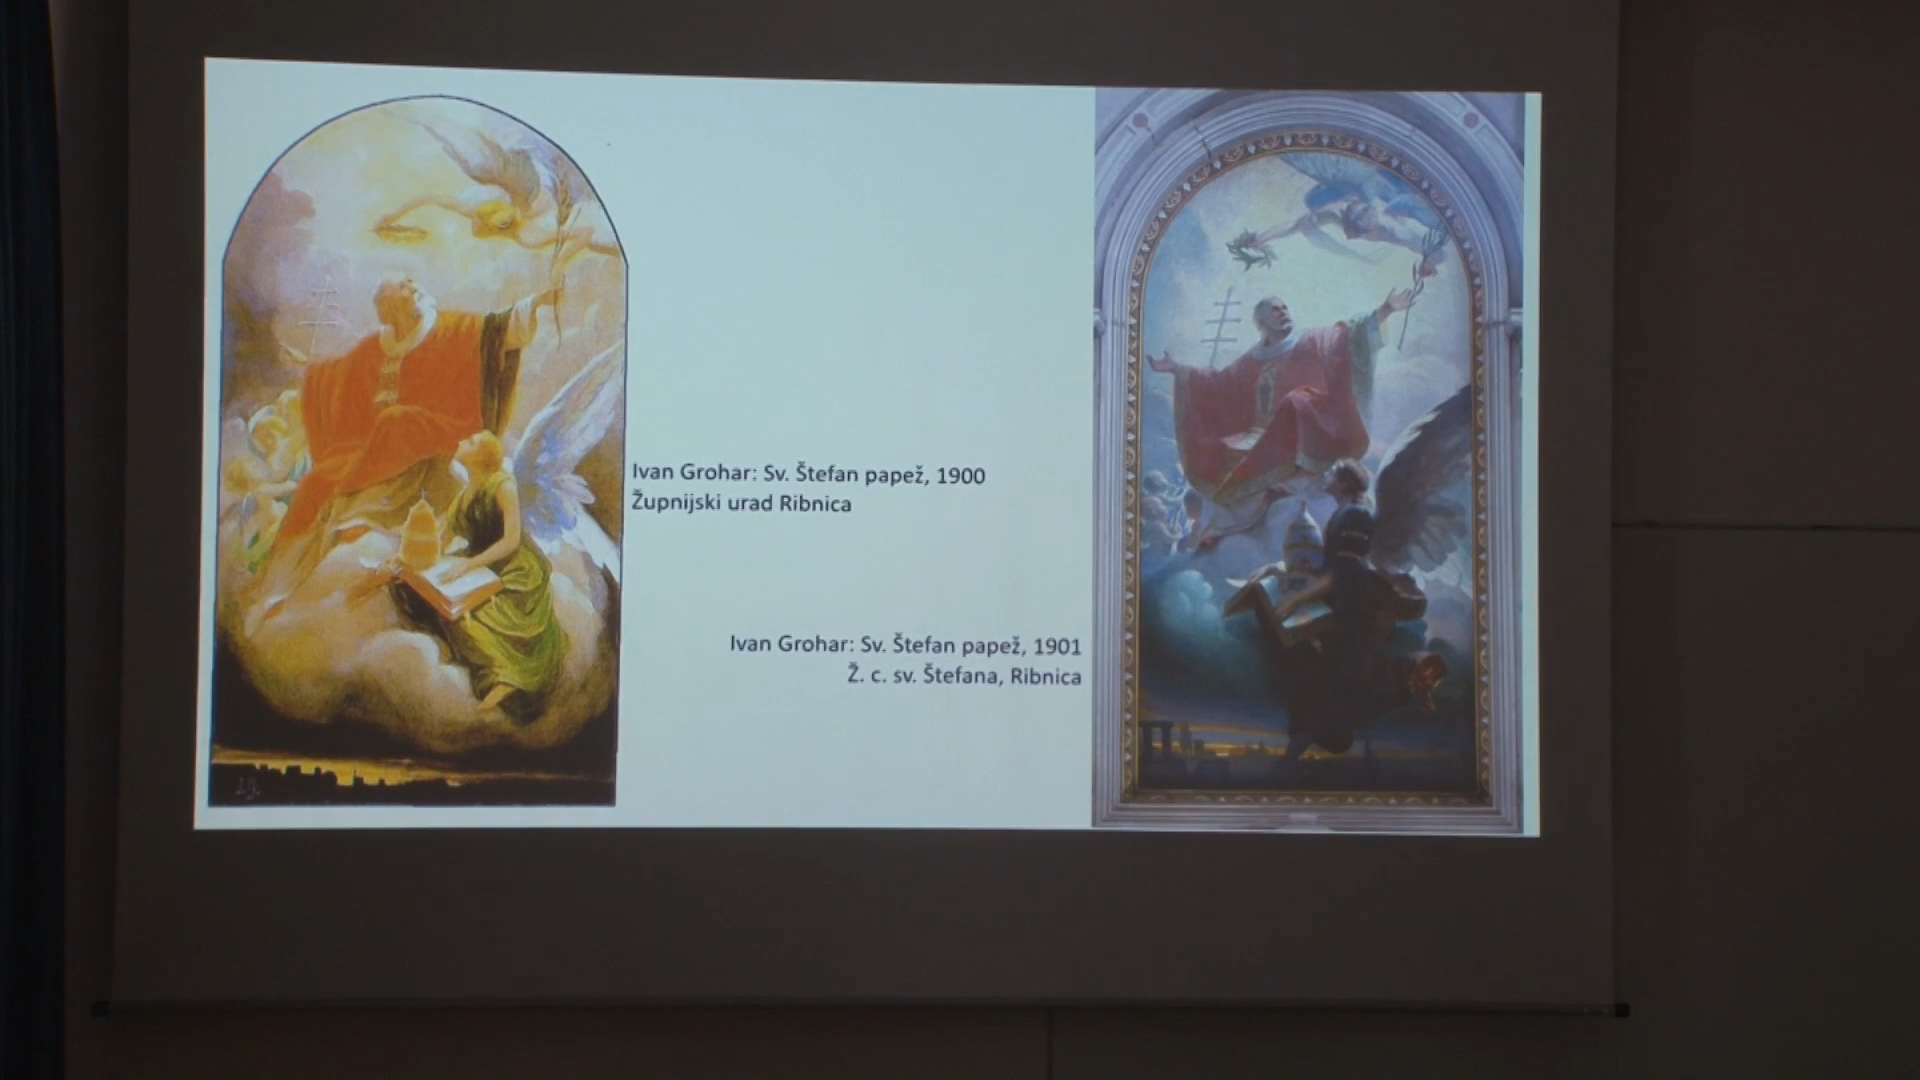 Ivan Grohar: Sv. Štefan papež, 1900
Župnijski urad Ribnica
Ivan Grohar: Sv. Štefan papež, 1901
Ž. c. sv. Štefana, Ribnica